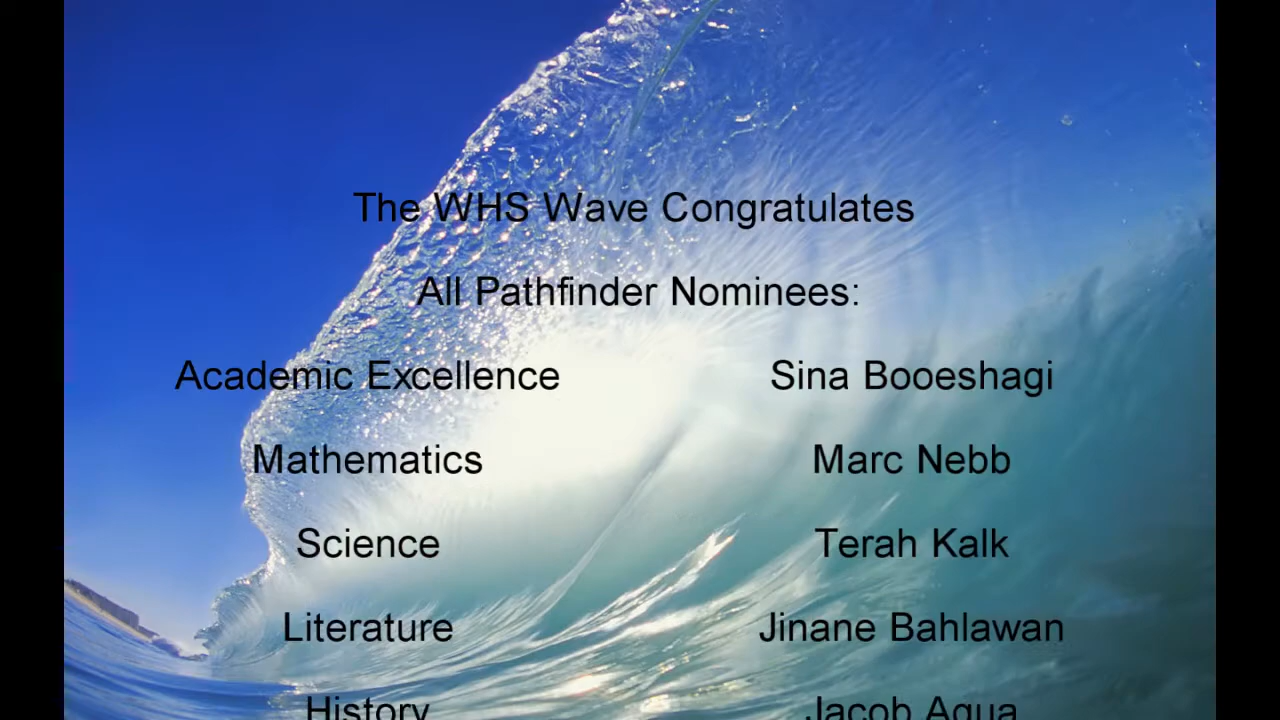 The WHS Wave Congratulates
All Pathfinder Nominees:
Academic Excellence Sina Booeshagi
Mathematics Marc Nebb
Science Terah Kalk
Literature Jinane Bahlawan
History Jacob Aqua